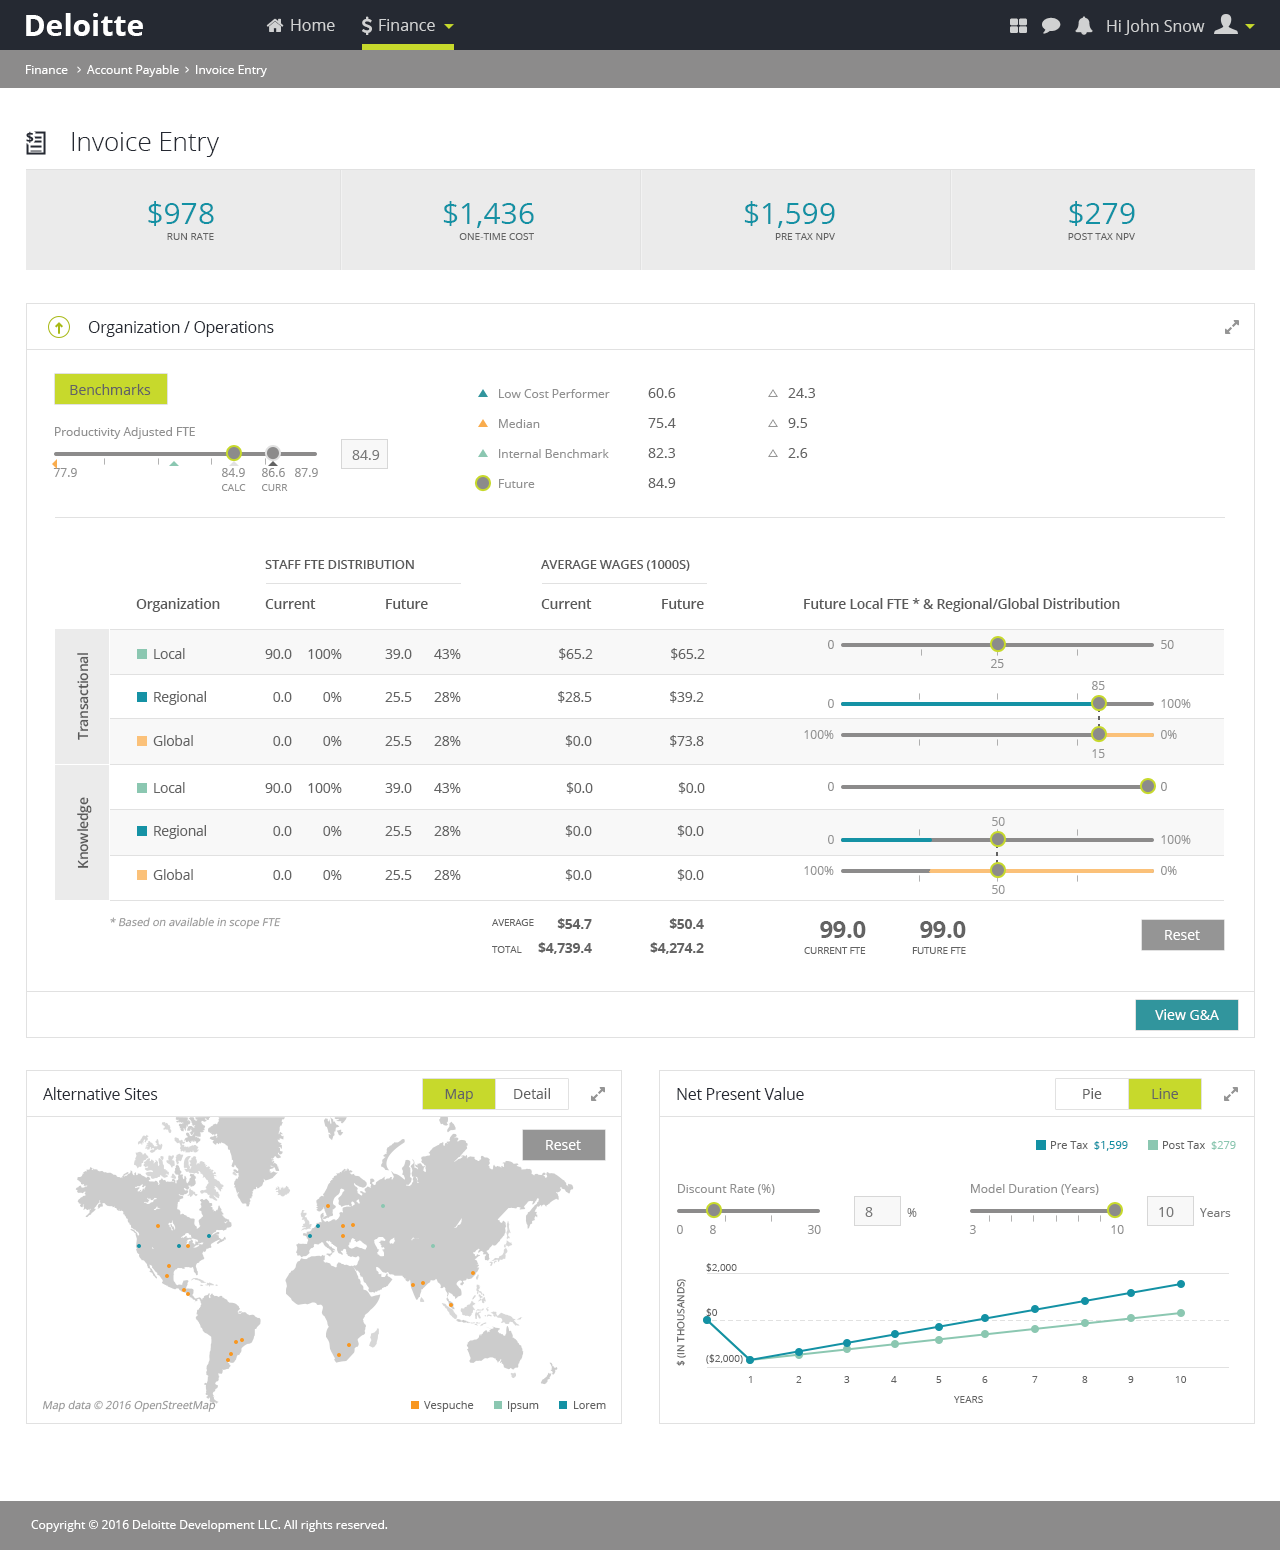 Deloitte
Home
$ Finance
Hi John Snow
Finance > Account Payable > Invoice Entry
Invoice Entry
$978
RUN RATE
$1,436
ONE-TIME COST
$1,599
PRE TAX NPV
$279
POST TAX NPV
Organization / Operations
Benchmarks
Productivity Adjusted FTE
84.9
77.9
84.9
CALC
86.6
CURR
87.9
Low Cost Performer 60.6 24.3
Median 75.4 9.5
Internal Benchmark 82.3 2.6
Future 84.9
STAFF FTE DISTRIBUTION
AVERAGE WAGES (1000S)
Organization Current Future Current Future Future Local FTE * & Regional/Global Distribution
Transactional
Local 90.0 100% 39.0 43% $65.2 $65.2
0 50
25
Regional 0.0 0% 25.5 28% $28.5 $39.2
85
0 100%
Global 0.0 0% 25.5 28% $0.0 $73.8
100% 0%
15
Knowledge
Local 90.0 100% 39.0 43% $0.0 $0.0
0 0
Regional 0.0 0% 25.5 28% $0.0 $0.0
50
0 100%
Global 0.0 0% 25.5 28% $0.0 $0.0
100% 0%
50
* Based on available in scope FTE
AVERAGE $54.7 $50.4
TOTAL $4,739.4 $4,274.2
99.0
CURRENT FTE
99.0
FUTURE FTE
Reset
View G&A
Alternative Sites
Map
Detail
Reset
Map data © 2016 OpenStreetMap
Vespuche
Ipsum
Lorem
Net Present Value
Pie
Line
Pre Tax $1,599
Post Tax $279
Discount Rate (%)
8 %
0 8 30
Model Duration (Years)
10 Years
3 10
$ (IN THOUSANDS)
$2,000
$0
($2,000)
1 2 3 4 5 6 7 8 9 10
YEARS
Copyright © 2016 Deloitte Development LLC. All rights reserved.